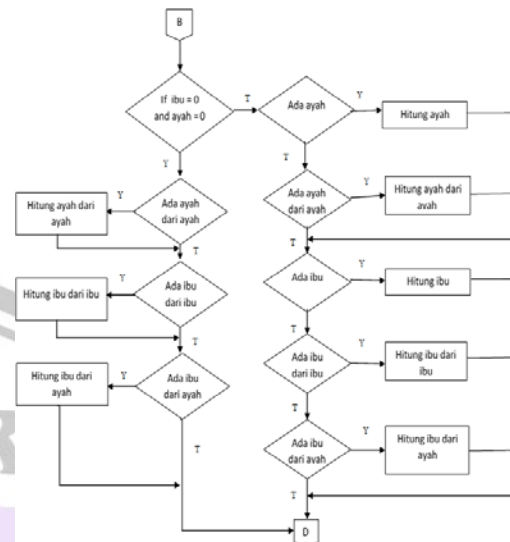 B
If ibu = 0
and ayah = 0
T
Y
Ada ayah
Y
Hitung ayah
T
Ada ayah
dari ayah
Y
Hitung ayah dari
ayah
T
Ada ayah
dari ayah
Y
Hitung ayah dari
ayah
T
Ada ibu
dari ibu
Y
Hitung ibu dari ibu
T
Ada ibu
Y
Hitung ibu
T
Ada ibu
dari ayah
Y
Hitung ibu dari
ayah
T
Ada ibu
dari ibu
Y
Hitung ibu dari
ibu
T
Ada ibu
dari ayah
Y
Hitung ibu dari
ayah
T
D